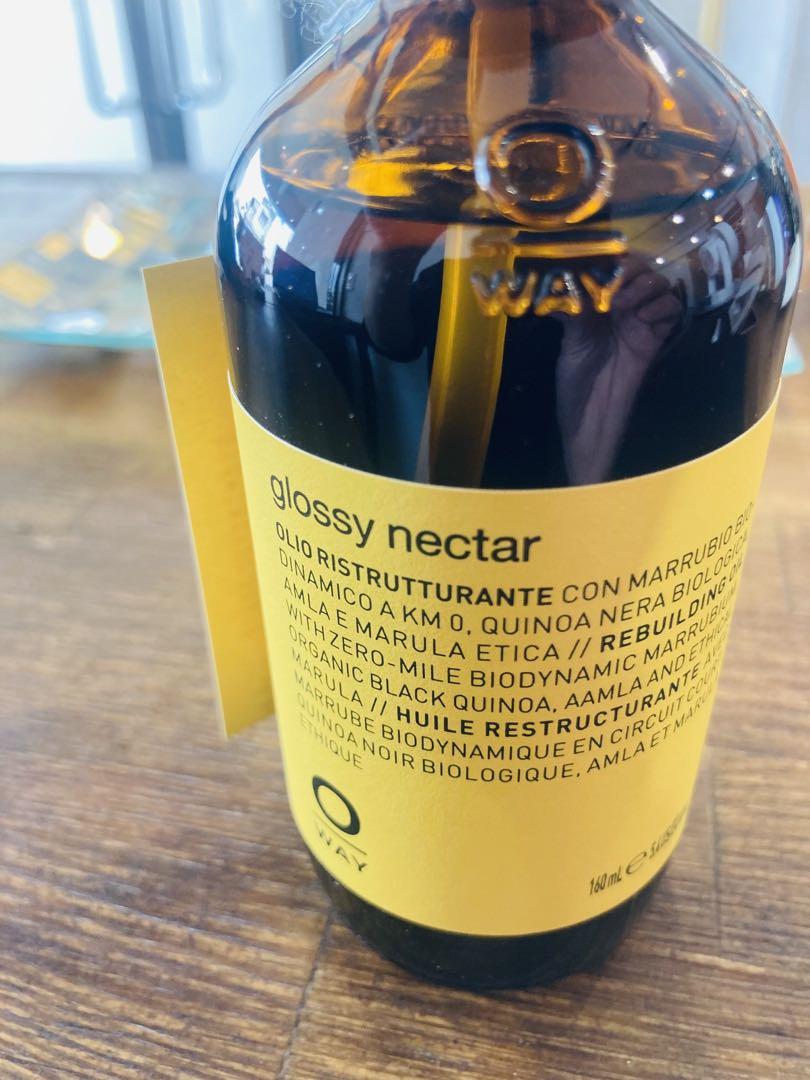 O
WAY
glossy nectar
OLIO RISTRUTTURANTE CON MARRUBIO BIO-
DINAMICO A KM 0, QUINOA NERA BIOLOGICA,
AMLA E MARULA ETICA // REBUILDING
WITH ZERO-MILE BIODYNAMIC MARRUBIUM,
ORGANIC BLACK QUINOA, AAMLA AND ETHICAL
MARULA // HUILE RESTRUCTURANTE AVEC
MARRUBE BIODYNAMIQUE EN CIRCUIT COURT,
QUINOA NOIR BIOLOGIQUE, AMLA ET MARULA
ETHIQUE
O
WAY
160 mL e